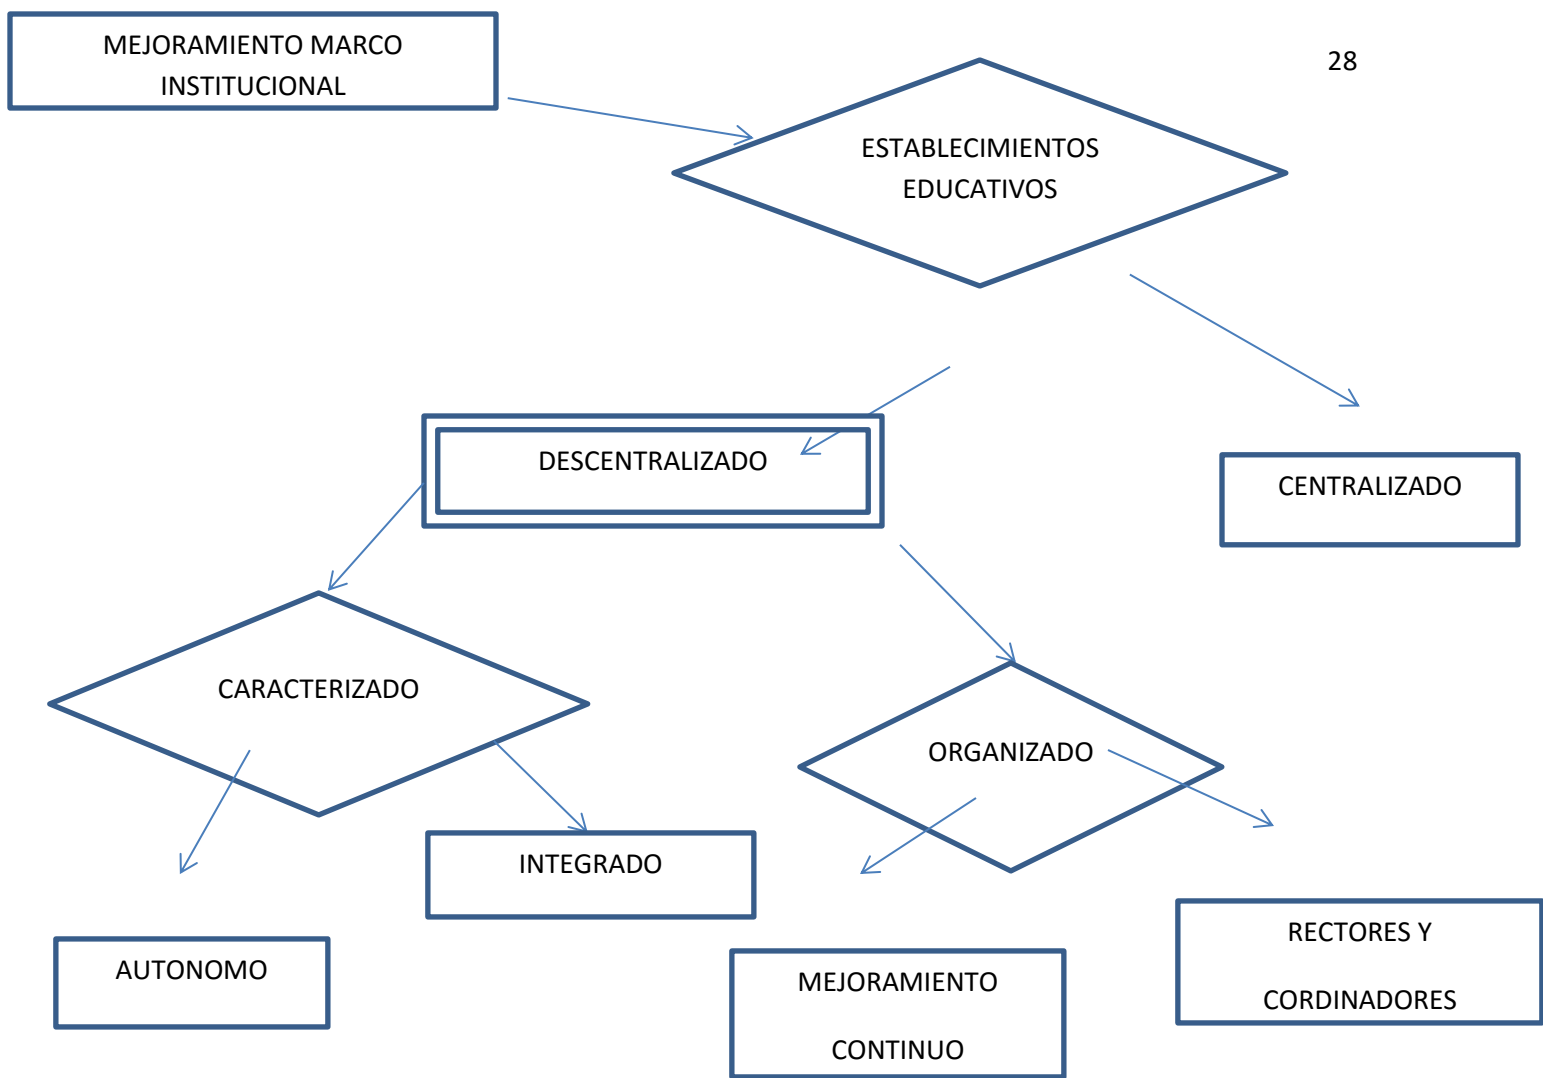 MEJORAMIENTO MARCO
INSTITUCIONAL
28
ESTABLECIMIENTOS
EDUCATIVOS
DESCENTRALIZADO
CENTRALIZADO
CARACTERIZADO
ORGANIZADO
INTEGRADO
AUTONOMO
MEJORAMIENTO
CONTINUO
RECTORES Y
CORDINADORES